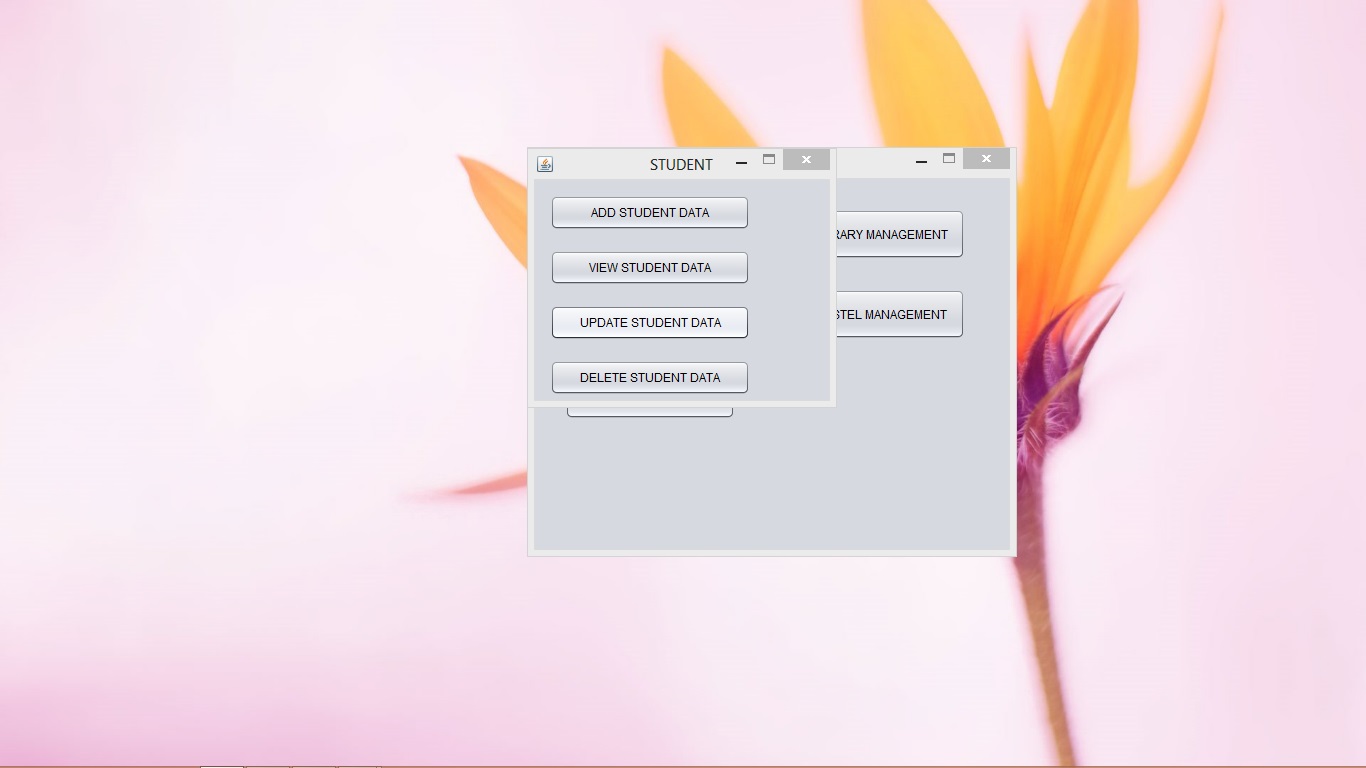 STUDENT
ADD STUDENT DATA
RARY MANAGEMENT
VIEW STUDENT DATA
STEL MANAGEMENT
UPDATE STUDENT DATA
DELETE STUDENT DATA